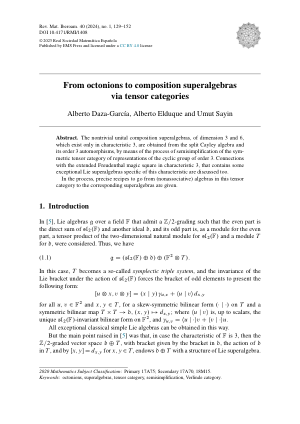 Rev. Mat. Iberoam. 40 (2024), no. 1, 129–152
DOI 10.4171/RMI/1408
© 2023 Real Sociedad Matemática Española
Published by EMS Press and licensed under a CC BY 4.0 license
From octonions to composition superalgebras
via tensor categories
Alberto Daza-García, Alberto Elduque and Umut Sayin
Abstract. The nontrivial unital composition superalgebras, of dimension 3 and 6,
which exist only in characteristic 3, are obtained from the split Cayley algebra and
its order 3 automorphisms, by means of the process of semisimplification of the sym-
metric tensor category of representations of the cyclic group of order 3. Connections
with the extended Freudenthal magic square in characteristic 3, that contains some
exceptional Lie superalgebras specific of this characteristic are discussed too.
In the process, precise recipes to go from (nonassociative) algebras in this tensor
category to the corresponding superalgebras are given.
1. Introduction
In [5], Lie algebras g over a field F that admit a Z/2-grading such that the even part is
the direct sum of sl₂(F) and another ideal b, and its odd part is, as a module for the even
part, a tensor product of the two-dimensional natural module for sl₂(F) and a module T
for b, were considered. Thus, we have
(1.1) g = (sl₂(F) ⊕ b) ⊕ (F² ⊗ T).
In this case, T becomes a so-called symplectic triple system, and the invariance of the
Lie bracket under the action of sl₂(F) forces the bracket of odd elements to present the
following form:
[u ⊗ x, v ⊗ y] = (x | y)γᵤ,ᵥ + ⟨u | v⟩dₓ,y
for all u, v ∈ F² and x, y ∈ T, for a skew-symmetric bilinear form (· | ·) on T and a
symmetric bilinear map T × T → b, (x, y) ↦ dₓ,y; where ⟨u | v⟩ is, up to scalars, the
unique sl₂(F)-invariant bilinear form on F², and γᵤ,ᵥ = ⟨u | ·⟩v + ⟨v | ·⟩u.
All exceptional classical simple Lie algebras can be obtained in this way.
But the main point raised in [5] was that, in case the characteristic of F is 3, then the
Z/2-graded vector space b ⊕ T, with bracket given by the bracket in b, the action of b
in T, and by [x, y] = dₓ,y for x, y ∈ T, endows b ⊕ T with a structure of Lie superalgebra.
2020 Mathematics Subject Classification: Primary 17A75; Secondary 17A70, 18M15.
Keywords: octonions, superalgebra, tensor category, semisimplification, Verlinde category.